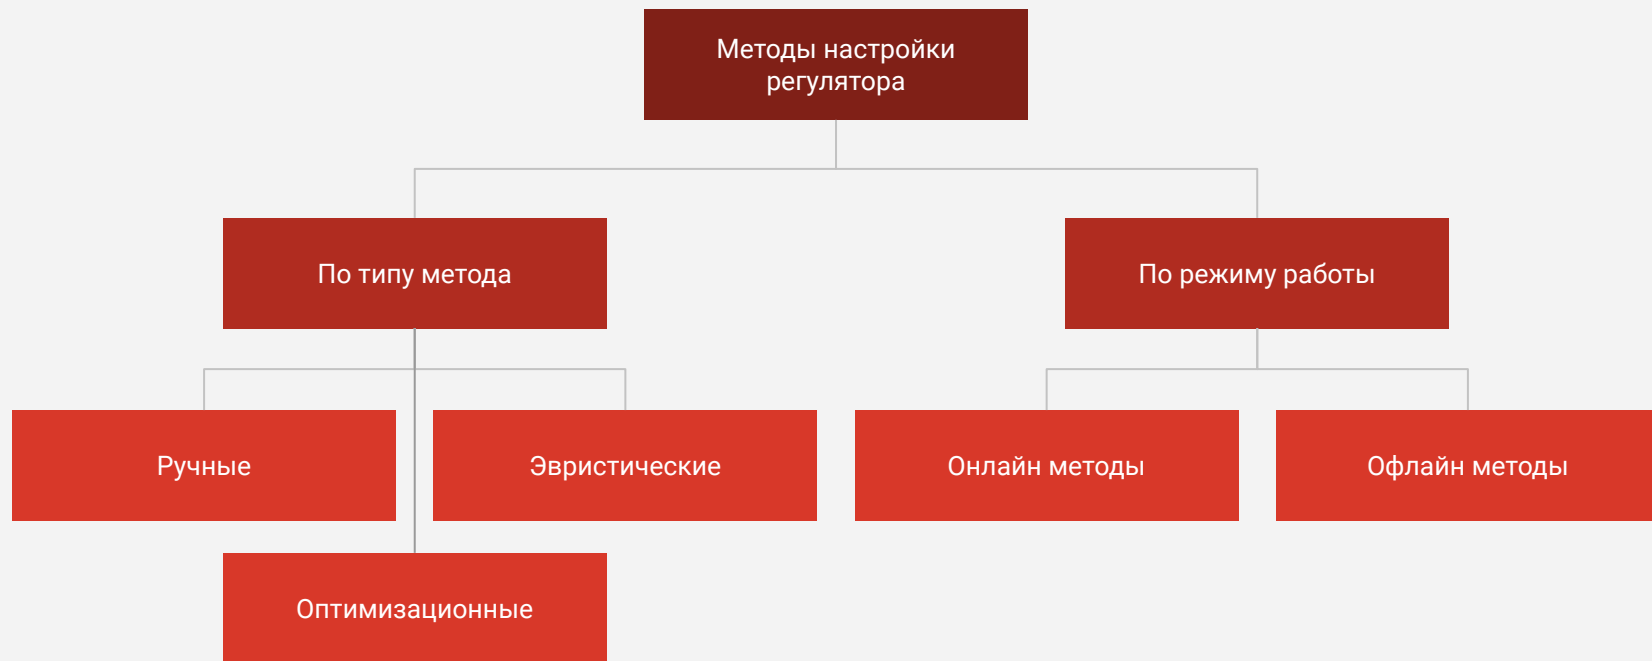 Методы настройки
регулятора
По типу метода
По режиму работы
Ручные
Эвристические
Онлайн методы
Офлайн методы
Оптимизационные